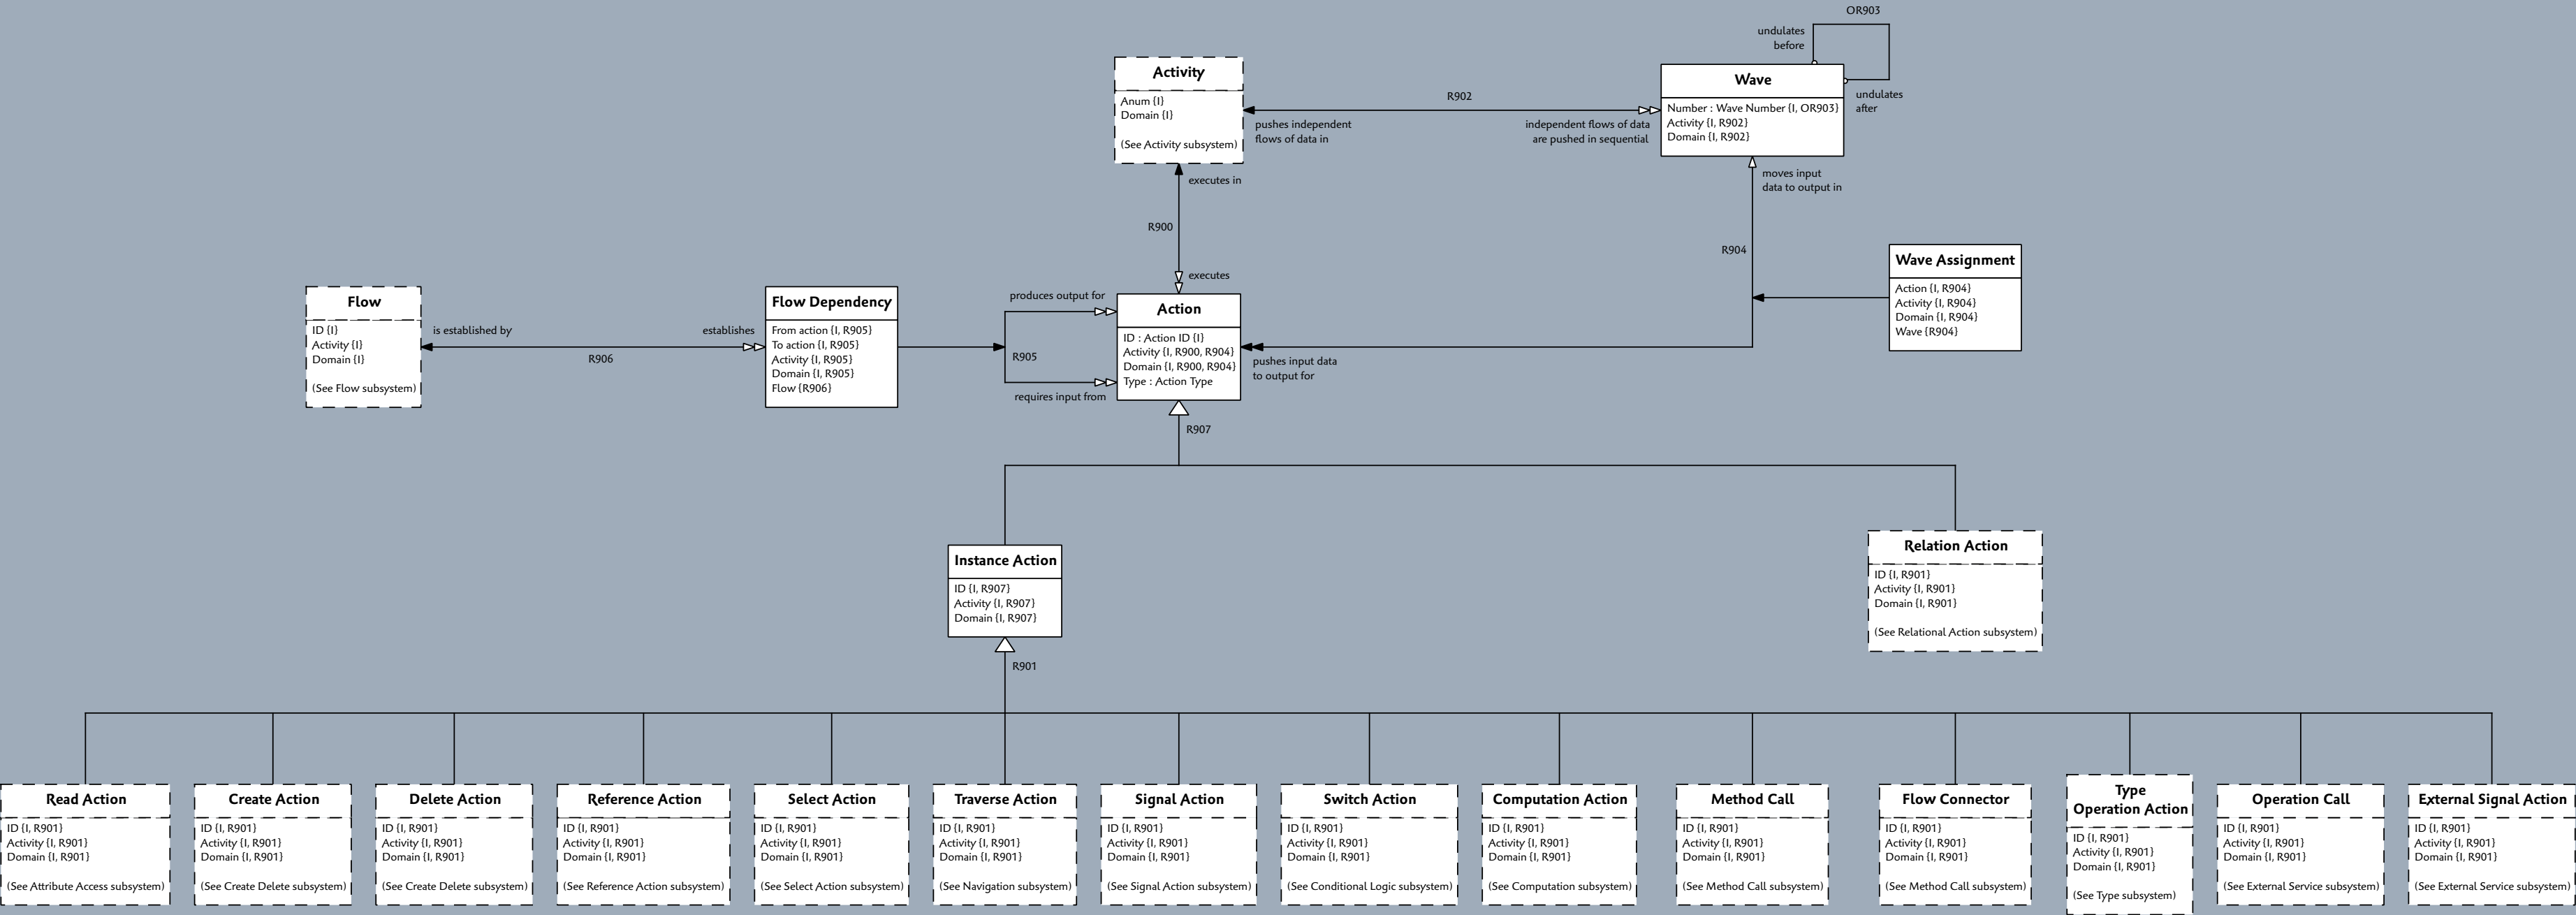 OR903
undulates
before
Wave
Number : Wave Number {I, OR903}
Activity {I, R902}
Domain {I, R902}
undulates
after
Activity
Anum {I}
Domain {I}
(See Activity subsystem)
R902
pushes independent
flows of data in
independent flows of data
are pushed in sequential
executes in
R900
executes
moves input
data to output in
R904
Wave Assignment
Action {I, R904}
Activity {I, R904}
Domain {I, R904}
Wave {R904}
Flow
ID {I}
Activity {I}
Domain {I}
(See Flow subsystem)
is established by
R906
establishes
Flow Dependency
From action {I, R905}
To action {I, R905}
Activity {I, R905}
Domain {I, R905}
Flow {R906}
produces output for
R905
requires input from
Action
ID : Action ID {I}
Activity {I, R900, R904}
Domain {I, R900, R904}
Type : Action Type
pushes input data
to output for
R907
Instance Action
ID {I, R907}
Activity {I, R907}
Domain {I, R907}
Relation Action
ID {I, R901}
Activity {I, R901}
Domain {I, R901}
(See Relational Action subsystem)
R901
Read Action
ID {I, R901}
Activity {I, R901}
Domain {I, R901}
(See Attribute Access subsystem)
Create Action
ID {I, R901}
Activity {I, R901}
Domain {I, R901}
(See Create Delete subsystem)
Delete Action
ID {I, R901}
Activity {I, R901}
Domain {I, R901}
(See Create Delete subsystem)
Reference Action
ID {I, R901}
Activity {I, R901}
Domain {I, R901}
(See Reference Action subsystem)
Select Action
ID {I, R901}
Activity {I, R901}
Domain {I, R901}
(See Select Action subsystem)
Traverse Action
ID {I, R901}
Activity {I, R901}
Domain {I, R901}
(See Navigation subsystem)
Signal Action
ID {I, R901}
Activity {I, R901}
Domain {I, R901}
(See Signal Action subsystem)
Switch Action
ID {I, R901}
Activity {I, R901}
Domain {I, R901}
(See Conditional Logic subsystem)
Computation Action
ID {I, R901}
Activity {I, R901}
Domain {I, R901}
(See Computation subsystem)
Method Call
ID {I, R901}
Activity {I, R901}
Domain {I, R901}
(See Method Call subsystem)
Flow Connector
ID {I, R901}
Activity {I, R901}
Domain {I, R901}
(See Method Call subsystem)
Type
Operation Action
ID {I, R901}
Activity {I, R901}
Domain {I, R901}
(See Type subsystem)
Operation Call
ID {I, R901}
Activity {I, R901}
Domain {I, R901}
(See External Service subsystem)
External Signal Action
ID {I, R901}
Activity {I, R901}
Domain {I, R901}
(See External Service subsystem)